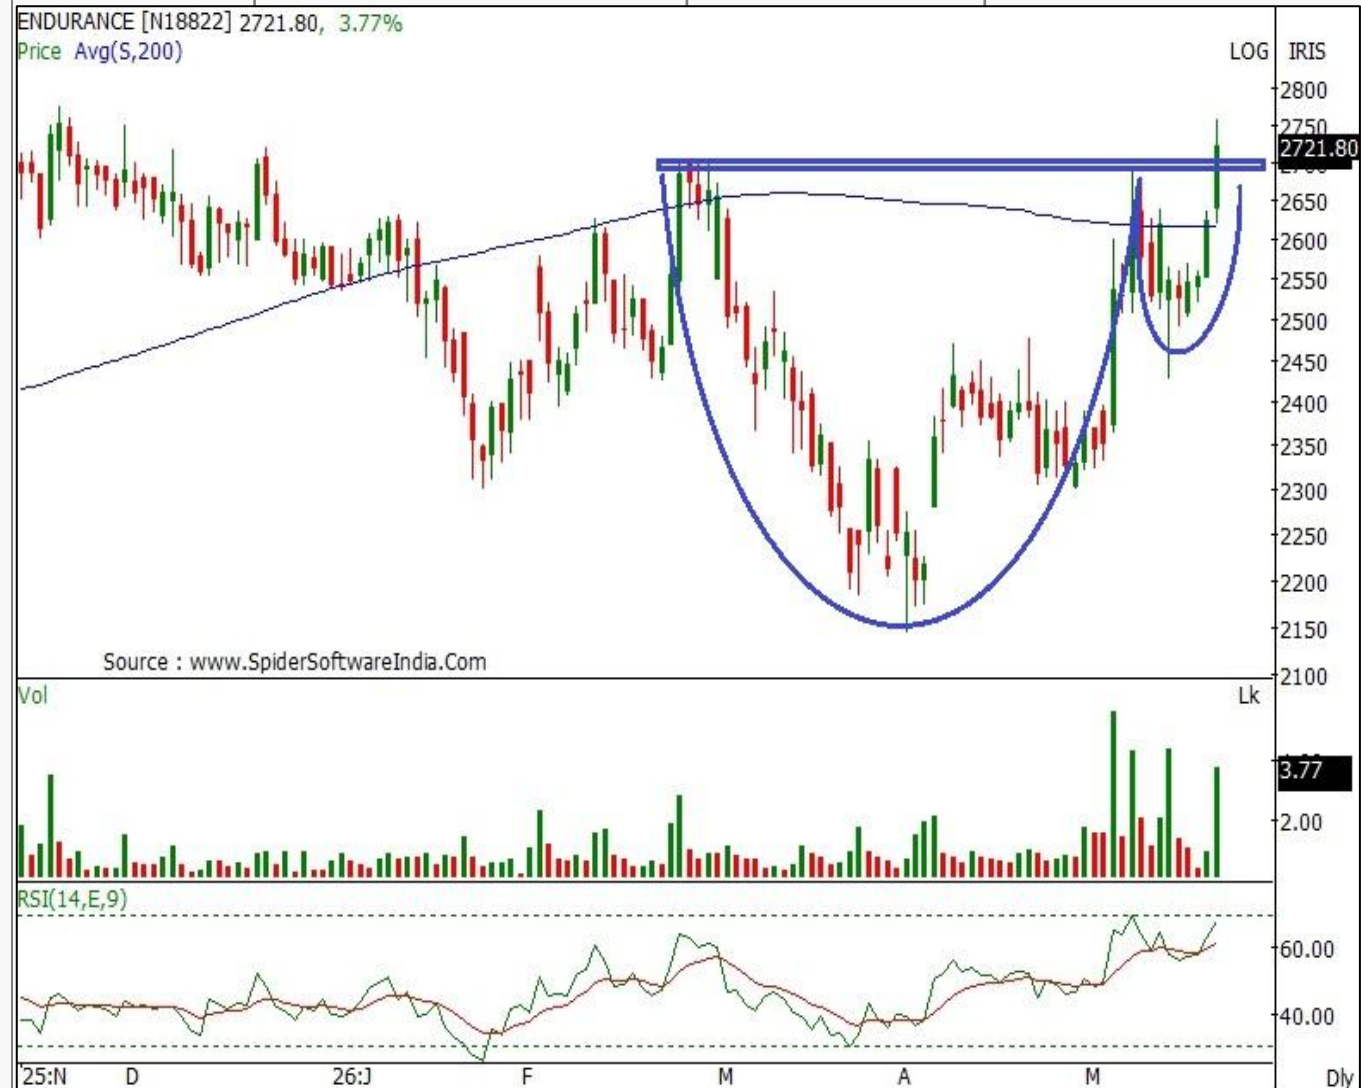 ENDURANCE [N18822] 2721.80, 3.77%
Price Avg(S,200)
LOG IRIS
2800
2750
2721.80
2650
2600
2550
2500
2450
2400
2350
2300
2250
2200
2150
2100
Source : www.SpiderSoftwareIndia.Com
Vol
Lk
3.77
2.00
RSI(14,E,9)
60.00
40.00
25:N D 26:J F M A M Dly